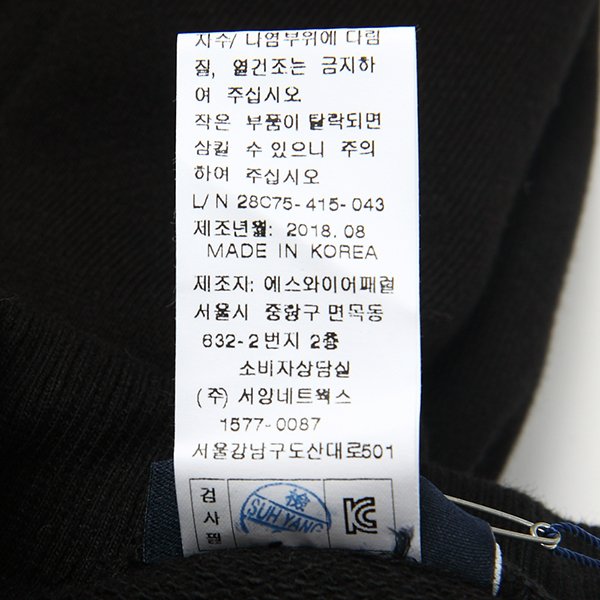 자수/ 나염부위에 다림
질, 열건조는 금지하
여 주십시오.
작은 부품이 탈락되면
삼킬 수 있으니 주의
하여 주십시오
L/N 28C75-415-043
제조년월: 2018.08
MADE IN KOREA
제조자: 에스와이어패럴
서울시 중랑구 면목동
632-2번지 2층
소비자상담실
(주) 서양네트웍스
1577-0087
서울강남구도산대로501
검사필
檢
SUHYANG
KC